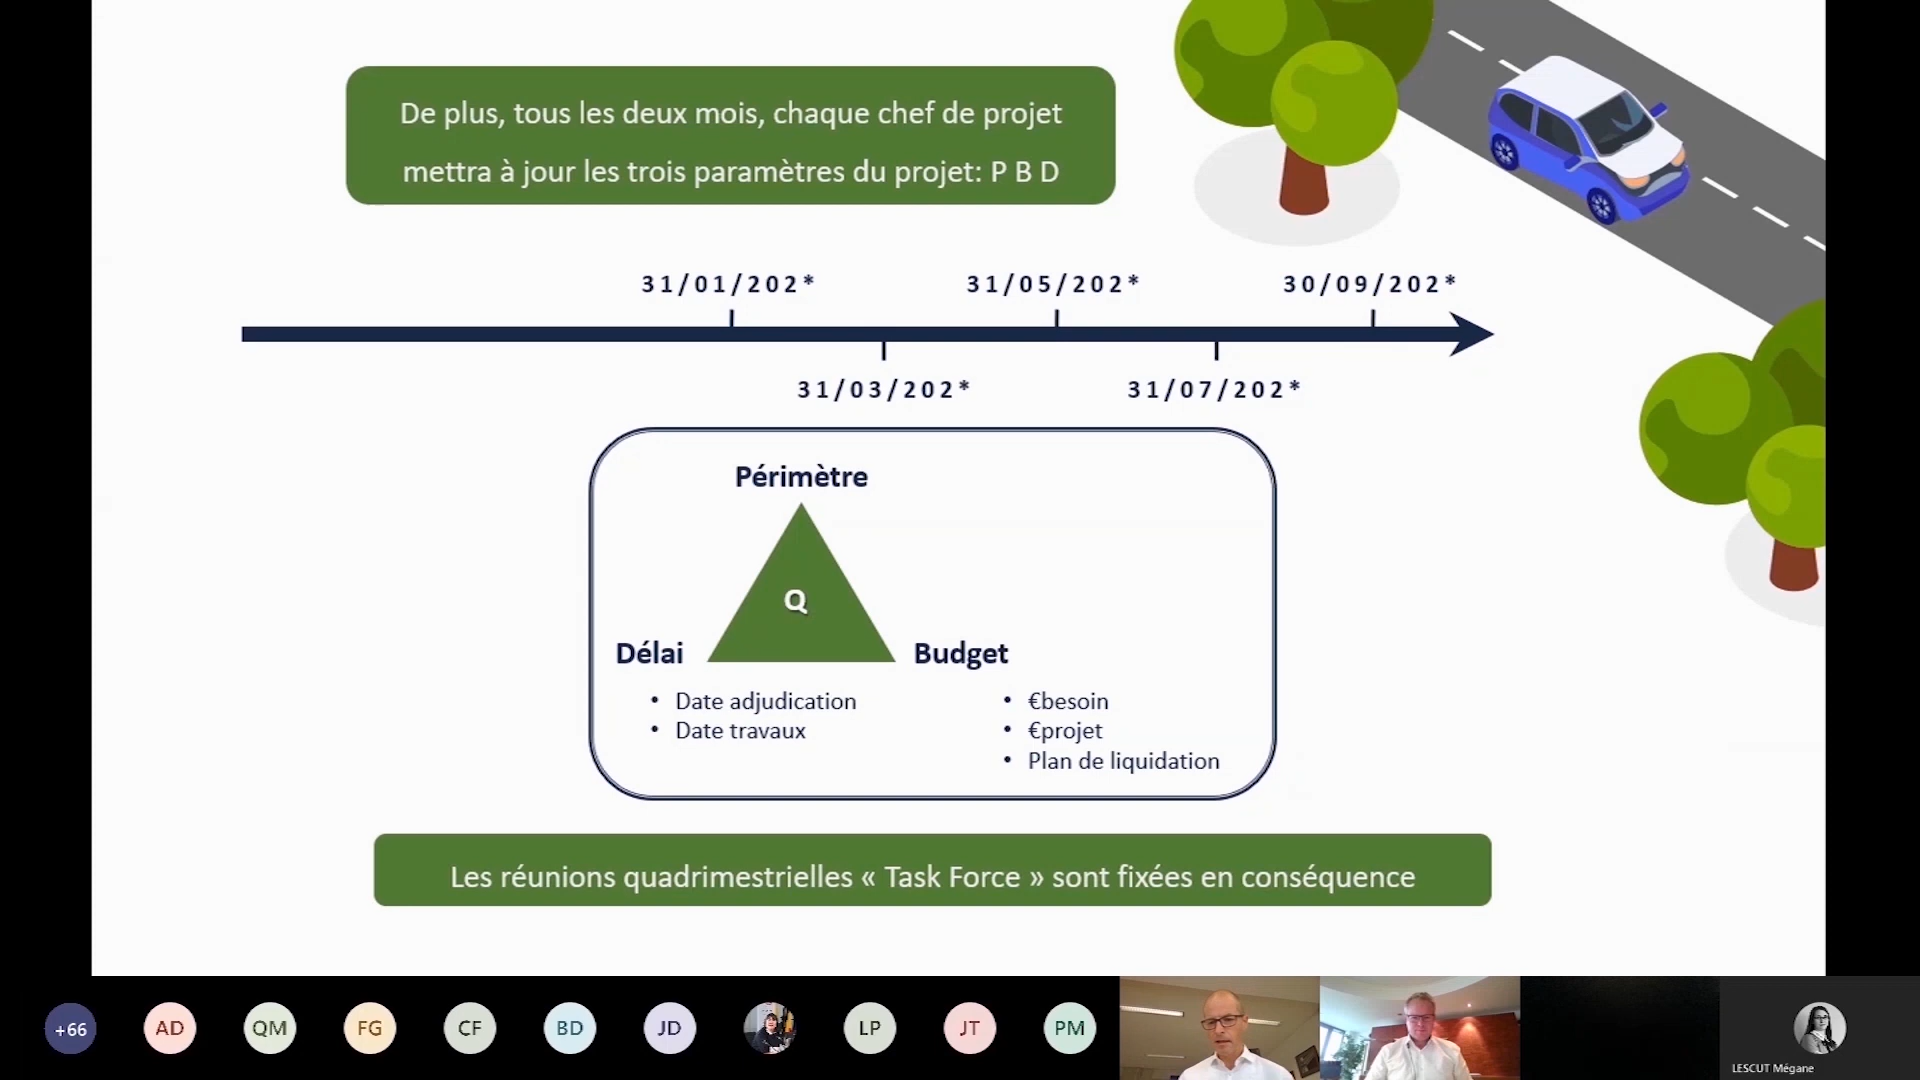 De plus, tous les deux mois, chaque chef de projet
mettra à jour les trois paramètres du projet: P B D
31/01/202*
31/05/202*
30/09/202*
31/03/202*
31/07/202*
Périmètre
Q
Délai
Budget
• Date adjudication
• Date travaux
• €besoin
• €projet
• Plan de liquidation
Les réunions quadrimestrielles « Task Force » sont fixées en conséquence
+66
AD
QM
FG
CF
BD
JD
LP
JT
PM
LESCUT Mégane